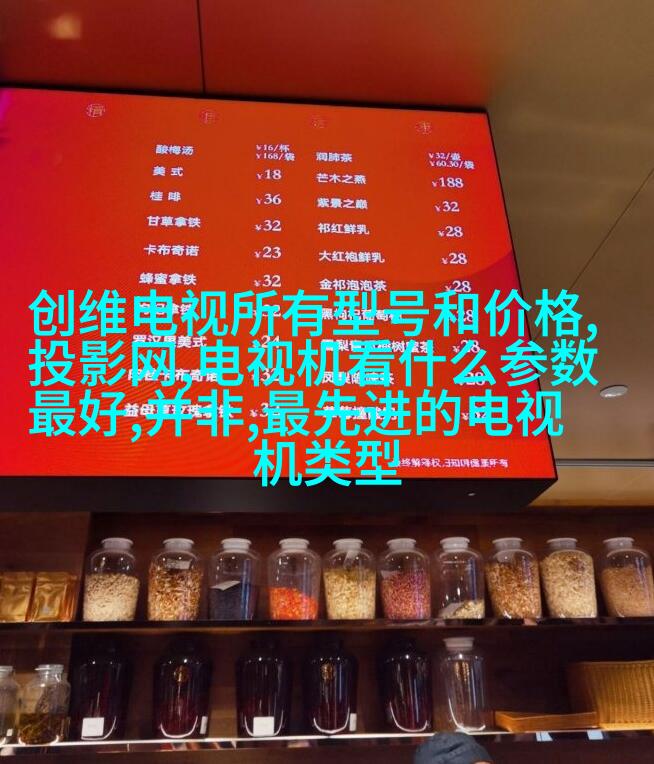 酸梅汤 ¥16/杯 ¥168/袋
美式 ¥18
桂啡 ¥36
甘草拿铁 ¥32
卡布奇诺 ¥23
蜂蜜拿铁 ¥32
润肺茶 ¥32/壶 ¥60.30/袋
芒木之燕 ¥188
紫景之巅 ¥32
祁红鲜乳 ¥28
大红袍鲜乳 ¥28
金祁泡泡茶 ¥28
创维电视所有型号和价格,
投影网,电视机看什么参数
最好,并非,最先进的电视
机类型